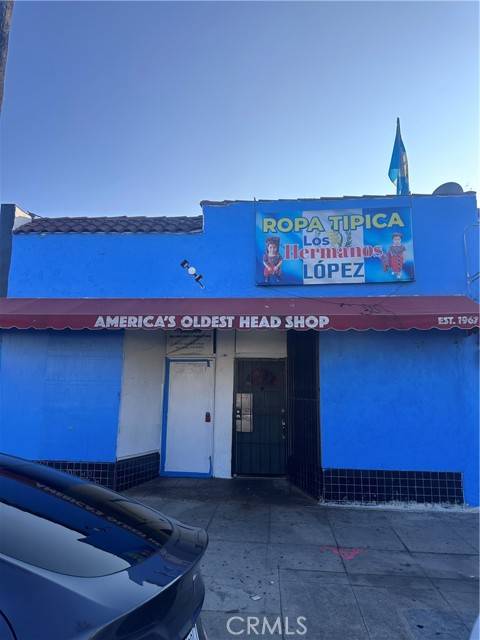 ROPA TIPICA
Los
Hermanos
LÓPEZ
AMERICA'S OLDEST HEAD SHOP
EST. 1967
CRMLS